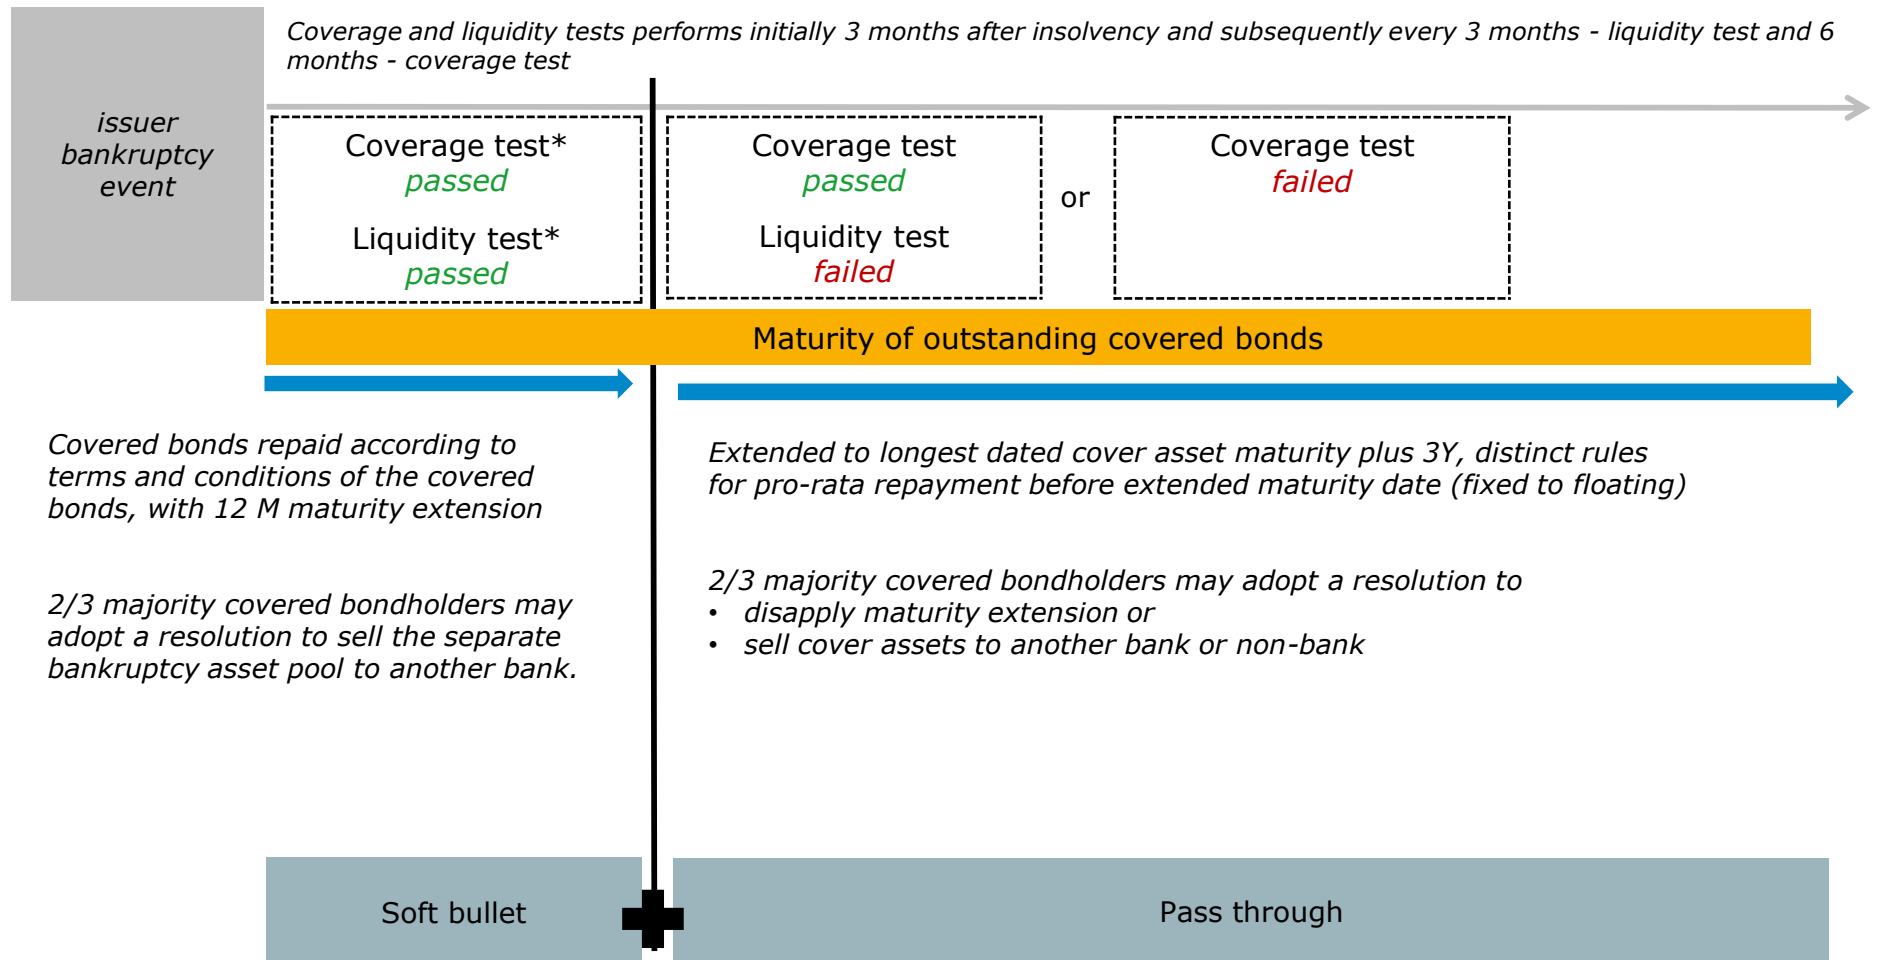 Coverage and liquidity tests performs initially 3 months after insolvency and subsequently every 3 months - liquidity test and 6
months - coverage test
issuer
bankruptcy
event
Coverage test*
passed
Liquidity test*
passed
Coverage test
passed
Liquidity test
failed
or
Coverage test
failed
Maturity of outstanding covered bonds
Covered bonds repaid according to
terms and conditions of the covered
bonds, with 12 M maturity extension
2/3 majority covered bondholders may
adopt a resolution to sell the separate
bankruptcy asset pool to another bank.
Extended to longest dated cover asset maturity plus 3Y, distinct rules
for pro-rata repayment before extended maturity date (fixed to floating)
2/3 majority covered bondholders may adopt a resolution to
• disapply maturity extension or
• sell cover assets to another bank or non-bank
Soft bullet
Pass through